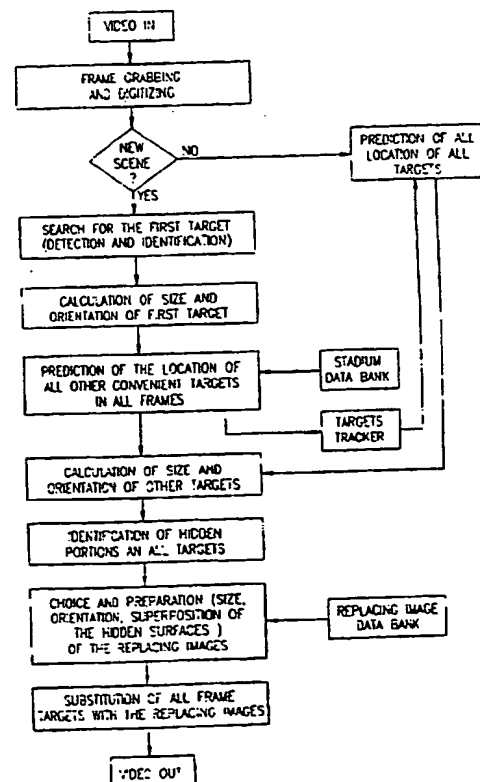 VIDEO IN
FRAME GRABBING
AND DIGITIZING
NEW
SCENE
?
NO
YES
PREDICTION OF ALL
LOCATION OF ALL
TARGETS
SEARCH FOR THE FIRST TARGET
(DETECTION AND IDENTIFICATION)
CALCULATION OF SIZE AND
ORIENTATION OF FIRST TARGET
PREDICTION OF THE LOCATION OF
ALL OTHER CONVENIENT TARGETS
IN ALL FRAMES
STADIUM
DATA BANK
TARGETS
TRACKER
CALCULATION OF SIZE AND
ORIENTATION OF OTHER TARGETS
IDENTIFICATION OF HIDDEN
PORTIONS AN ALL TARGETS
CHOICE AND PREPARATION (SIZE,
ORIENTATION, SUPERPOSITION OF
THE HIDDEN SURFACES )
OF THE REPLACING IMAGES
REPLACING IMAGE
DATA BANK
SUBSTITUTION OF ALL FRAME
TARGETS WITH THE REPLACING IMAGES
VIDEO OUT